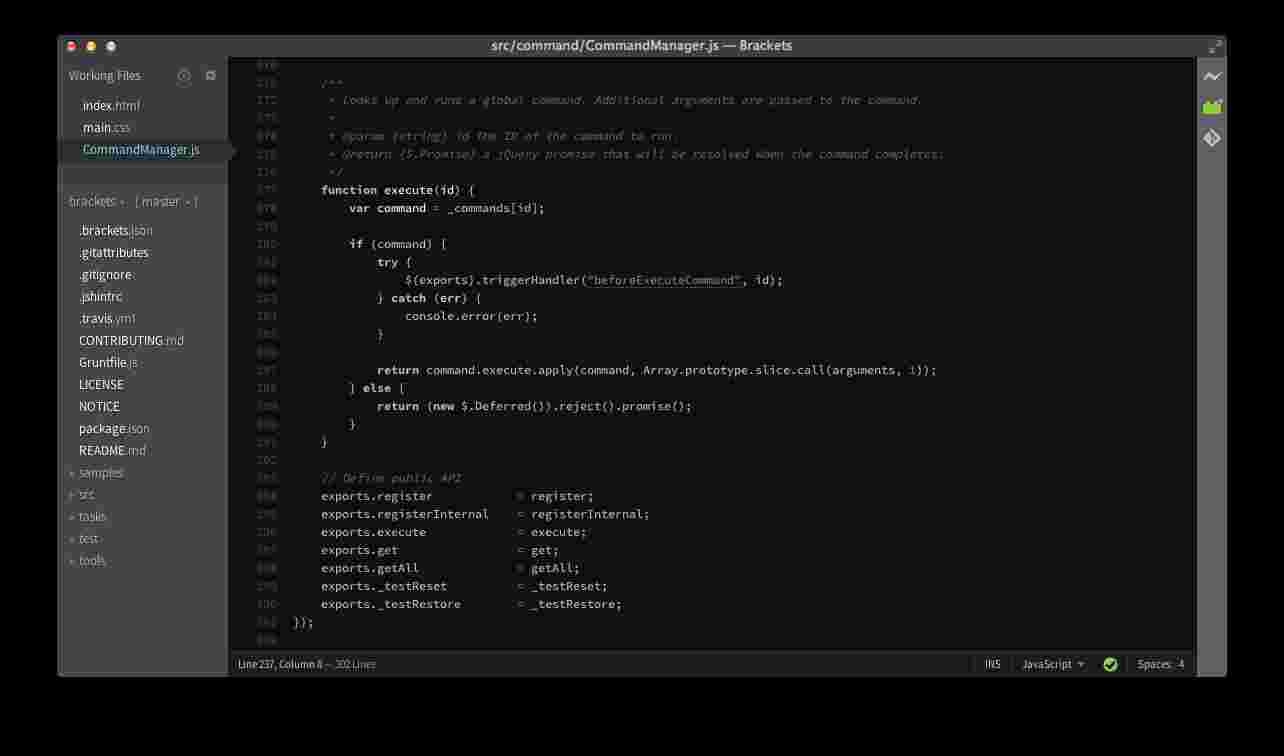 src/command/CommandManager.js — Brackets
Working Files
index.html
main.css
CommandManager.js
brackets
[ master ]
.brackets.json
.gitattributes
.gitignore
.jshintrc
.travis.yml
CONTRIBUTING.md
Gruntfile.js
LICENSE
NOTICE
package.json
README.md
samples
src
tasks
test
tools
/**
* Looks up and runs a global command. Additional arguments are passed to the command.
*
* @param {string} id The ID of the command to run.
* @return {$.Promise} a jQuery promise that will be resolved when the command completes.
*/
function execute(id) {
var command = _commands[id];
if (command) {
try {
$(exports).triggerHandler("beforeExecuteCommand", id);
} catch (err) {
console.error(err);
}
return command.execute.apply(command, Array.prototype.slice.call(arguments, 1));
} else {
return (new $.Deferred()).reject().promise();
}
}
// Define public API
exports.register = register;
exports.registerInternal = registerInternal;
exports.execute = execute;
exports.get = get;
exports.getAll = getAll;
exports._testReset = _testReset;
exports._testRestore = _testRestore;
});
Line 237, Column 8 — 302 Lines
INS
JavaScript
Spaces: 4